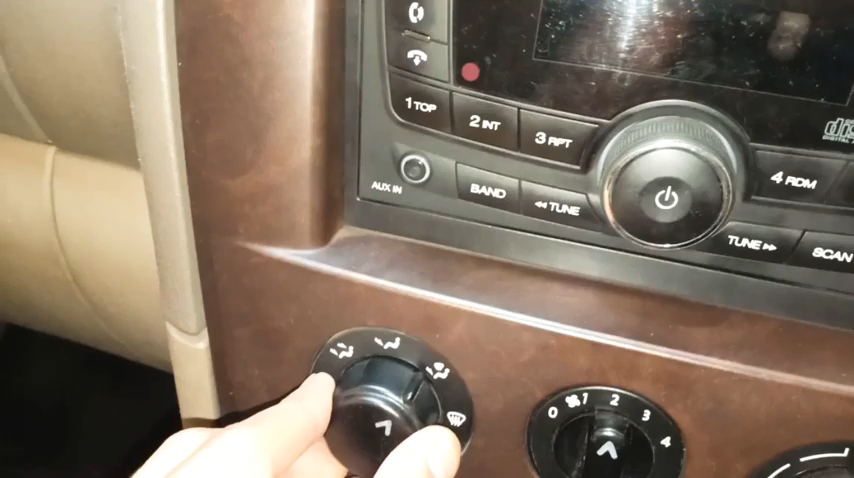 1 TOP
2 INT
3 RPT
4 RDM
AUX IN
BAND
◄◄ TUNE
TUNE ►►
SCAN
0 1 2 3 4